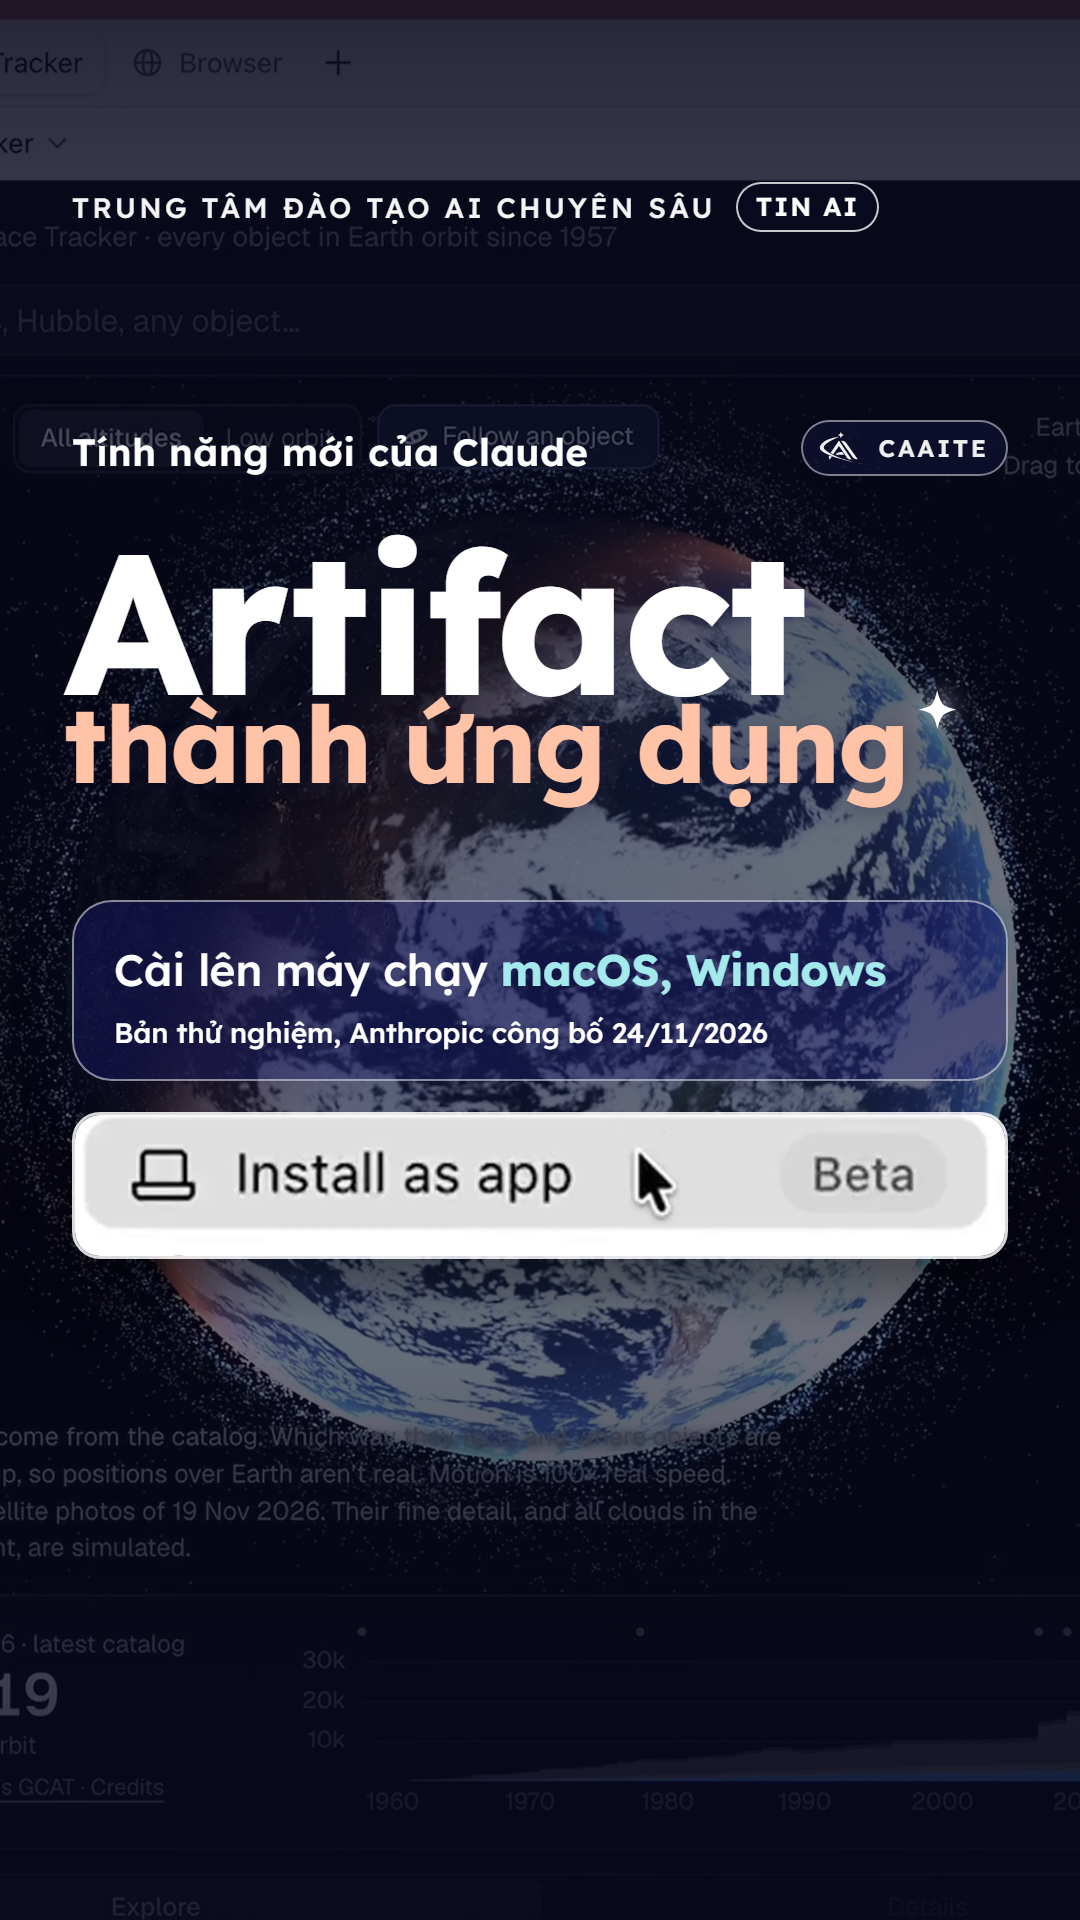 Tracker
Browser
ker
TRUNG TÂM ĐÀO TẠO AI CHUYÊN SÂU
TIN AI
ace Tracker · every object in Earth orbit since 1957
, Hubble, any object...
All altitudes
Low orbit
Follow an object
Eart
Drag to
Tính năng mới của Claude
CAAITE
Artifact
thành ứng dụng
Cài lên máy chạy macOS, Windows
Bản thử nghiệm, Anthropic công bố 24/11/2026
Install as app
Beta
come from the catalog. Which way they are
p, so positions over Earth aren't real. Motion is 100× real speed.
ellite photos of 19 Nov 2026. Their fine detail, and all clouds in the
nt, are simulated.
6 · latest catalog
19
rbit
s GCAT · Credits
30k
20k
10k
1960
1970
1980
1990
2000
20
Explore
Details